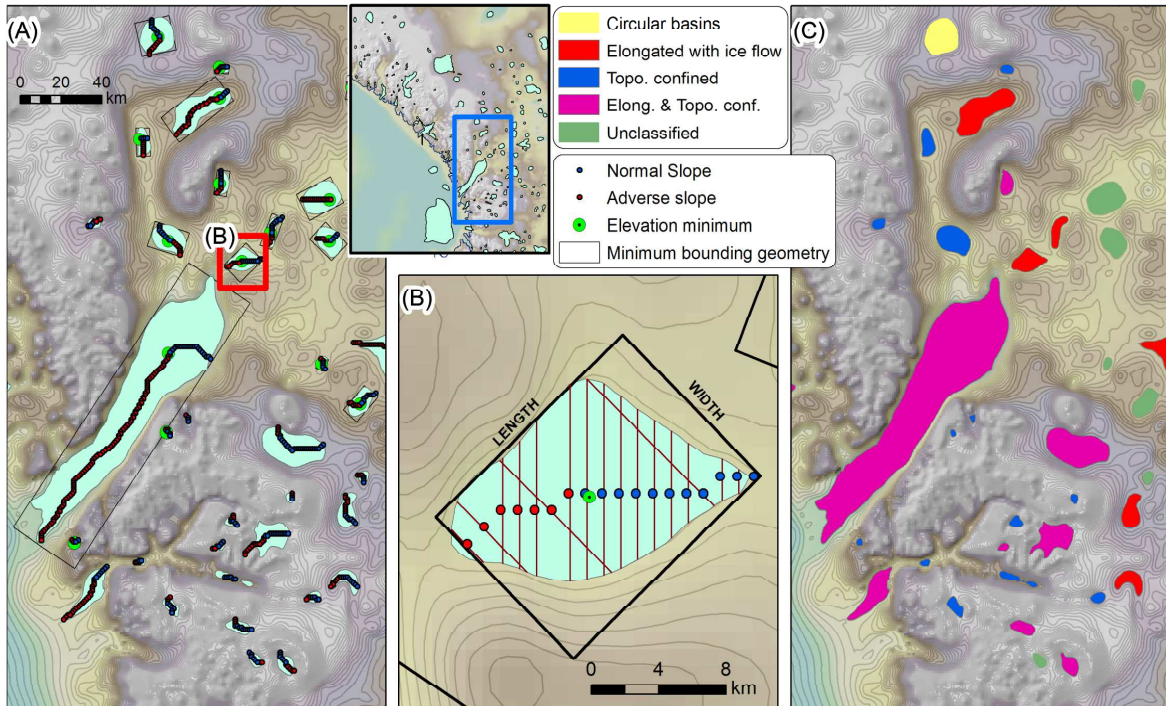 (A)
0 20 40
km
(B)
Circular basins
Elongated with ice flow
Topo. confined
Elong. & Topo. conf.
Unclassified
Normal Slope
Adverse slope
Elevation minimum
Minimum bounding geometry
(B)
LENGTH
WIDTH
0 4 8
km
(C)